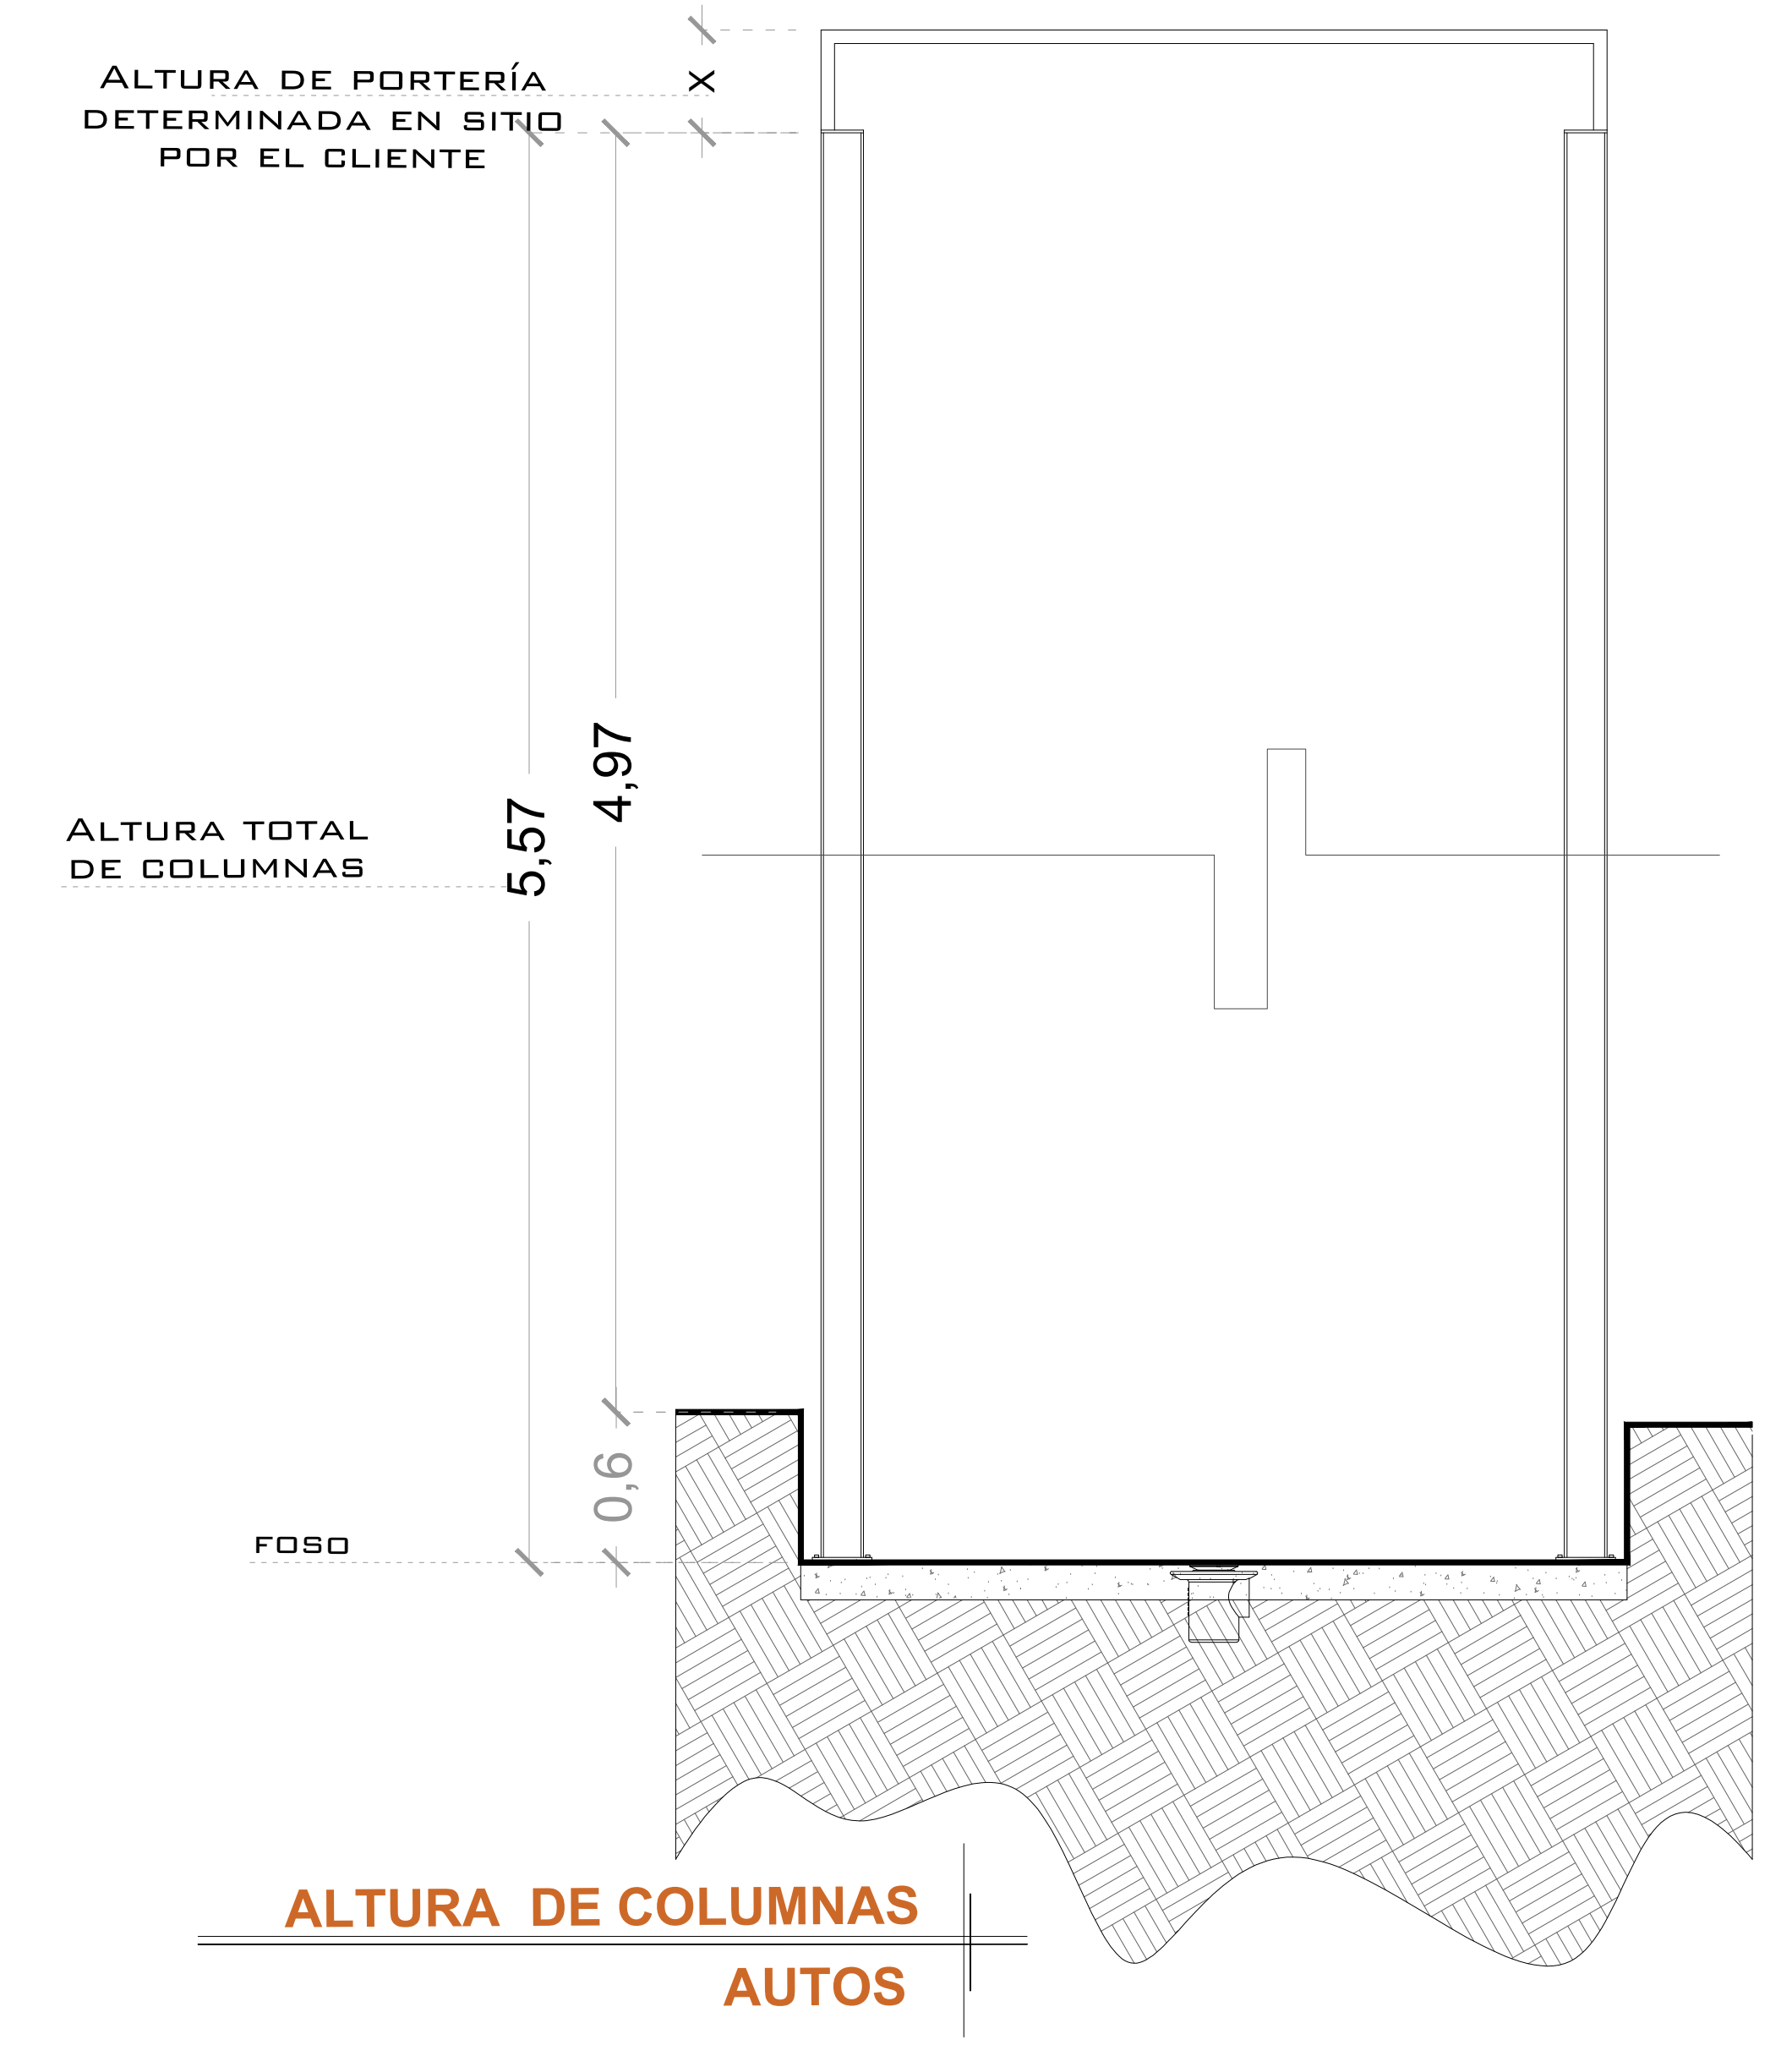 X
ALTURA DE PORTERÍA
DETERMINADA EN SITIO
POR EL CLIENTE
4,97
5,57
ALTURA TOTAL
DE COLUMNAS
0,6
FOSO
ALTURA DE COLUMNAS
AUTOS